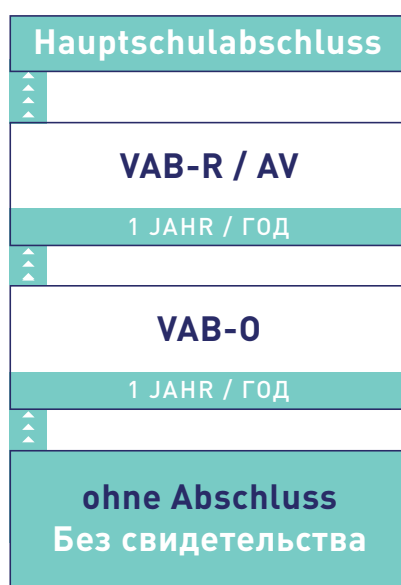 Hauptschulabschluss
VAB-R / AV
1 JAHR / ГОД
VAB-O
1 JAHR / ГОД
ohne Abschluss
Без свидетельства